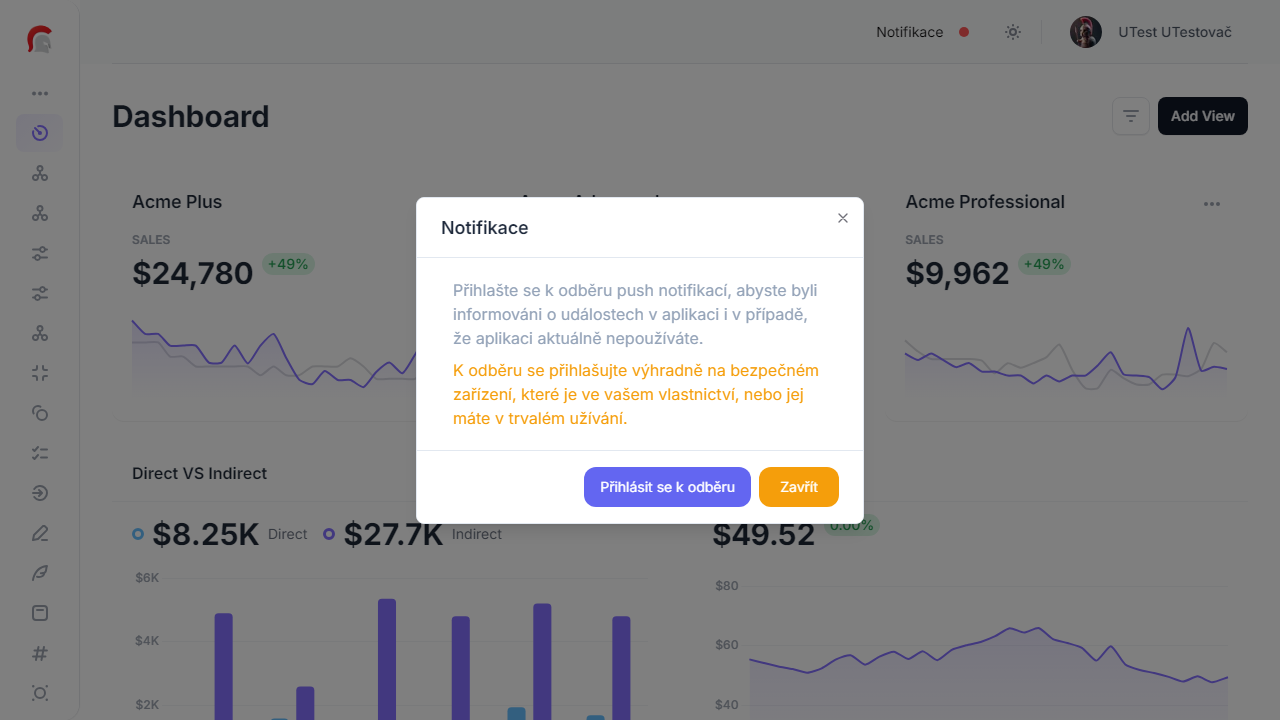 Notifikace
UTest UTestovač
Dashboard
Add View
Acme Plus
SALES
$24,780 +49%
Acme Professional
SALES
$9,962 +49%
Notifikace
Přihlašte se k odběru push notifikací, abyste byli
informováni o událostech v aplikaci i v případě,
že aplikaci aktuálně nepoužíváte.
K odběru se přihlašujte výhradně na bezpečném
zařízení, které je ve vašem vlastnictví, nebo jej
máte v trvalém užívání.
Přihlásit se k odběru
Zavřít
Direct VS Indirect
$8.25K Direct $27.7K Indirect
$6K
$4K
$2K
$49.52 0.00%
$80
$60
$40